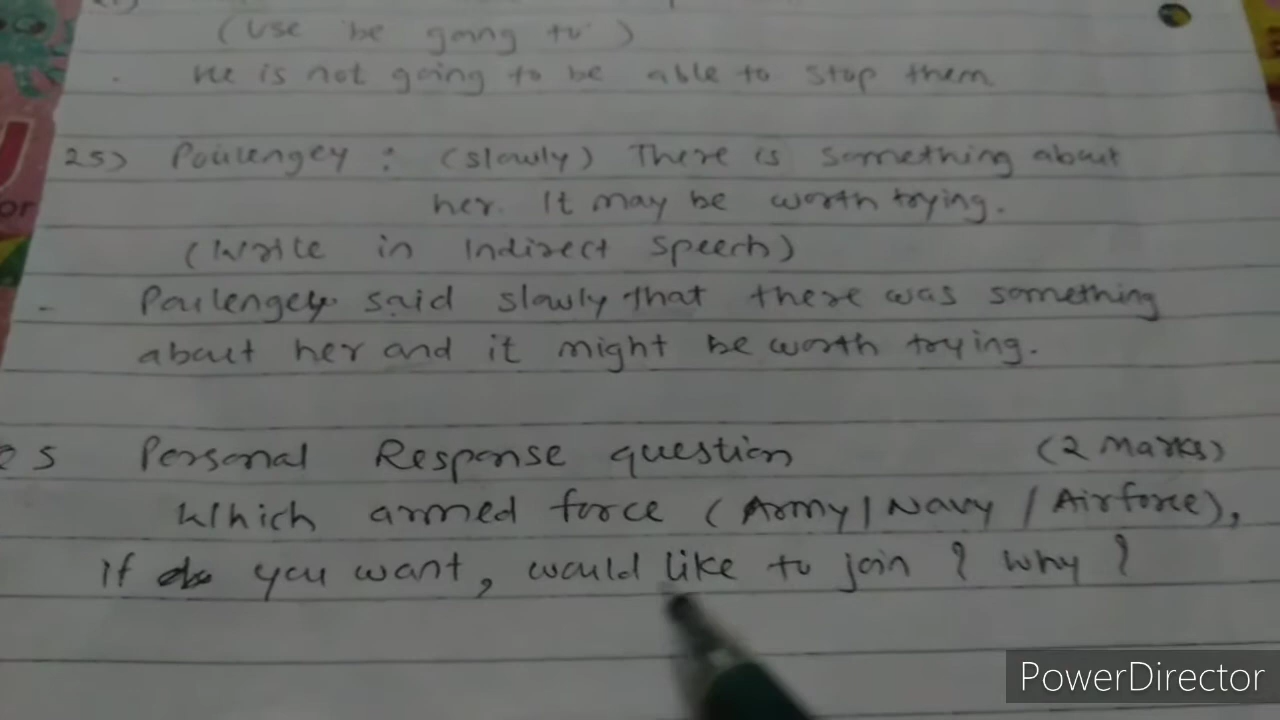 (use be going to)
He is not going to be able to stop them
25) Poulengey : (slowly) There is something about
her. It may be worth trying.
(Write in Indirect speech)
- Poulengey said slowly that there was something
about her and it might be worth trying.
5 Personal Response question (2 Marks)
Which armed force (Army/Navy/Airforce),
if you want, would like to join ? Why ?
or
PowerDirector